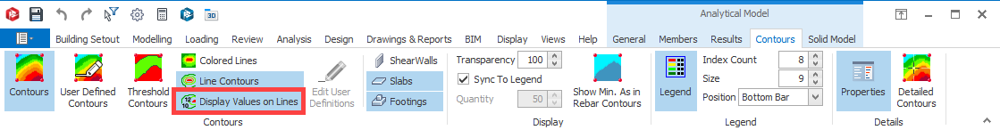 3D
Analytical Model
Building Setout Modelling Loading Review Analysis Design Drawings & Reports BIM Display Views Help General Members Results Contours Solid Model
Contours
User Defined
Contours
Threshold
Contours
Colored Lines
Line Contours
12
10
Display Values on Lines
Edit User
Definitions
Contours
ShearWalls
Slabs
Footings
Transparency 100
Sync To Legend
Quantity 50
Show Min. As in
Rebar Contours
Display
Legend
Index Count 8
Size 9
Position Bottom Bar
Legend
Properties
Detailed
Contours
Details